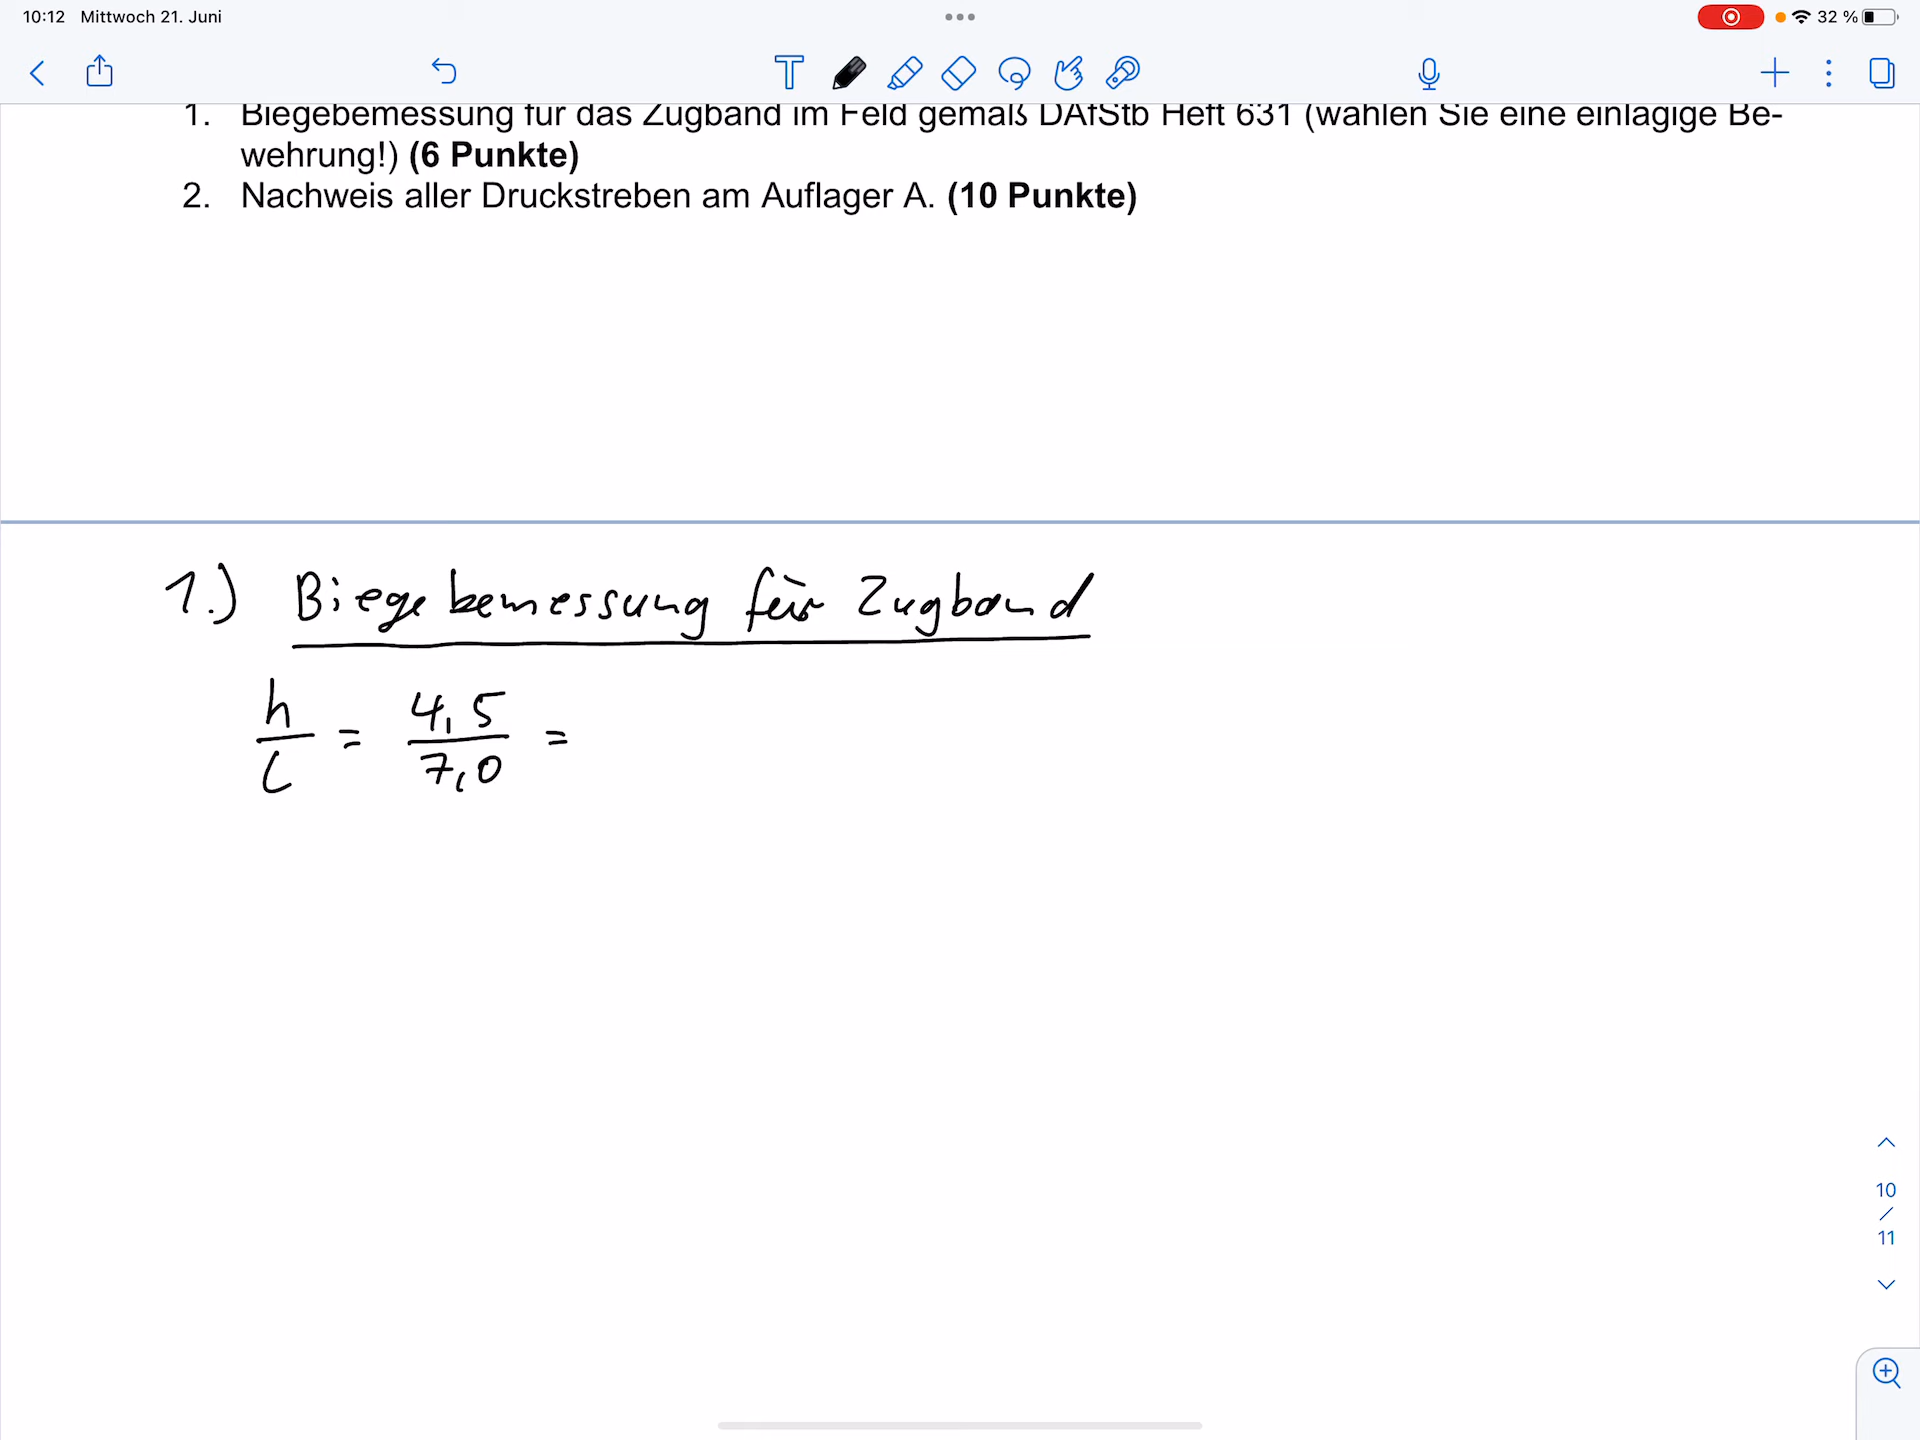 10:12 Mittwoch 21. Juni 32 %
1. Biegebemessung für das Zugband im Feld gemäß DAfStb Heft 631 (wählen Sie eine einlagige Be-
wehrung!) (6 Punkte)
2. Nachweis aller Druckstreben am Auflager A. (10 Punkte)
1.) Biegebemessung für Zugband
h/l = 4,5/7,0 =
10
/
11